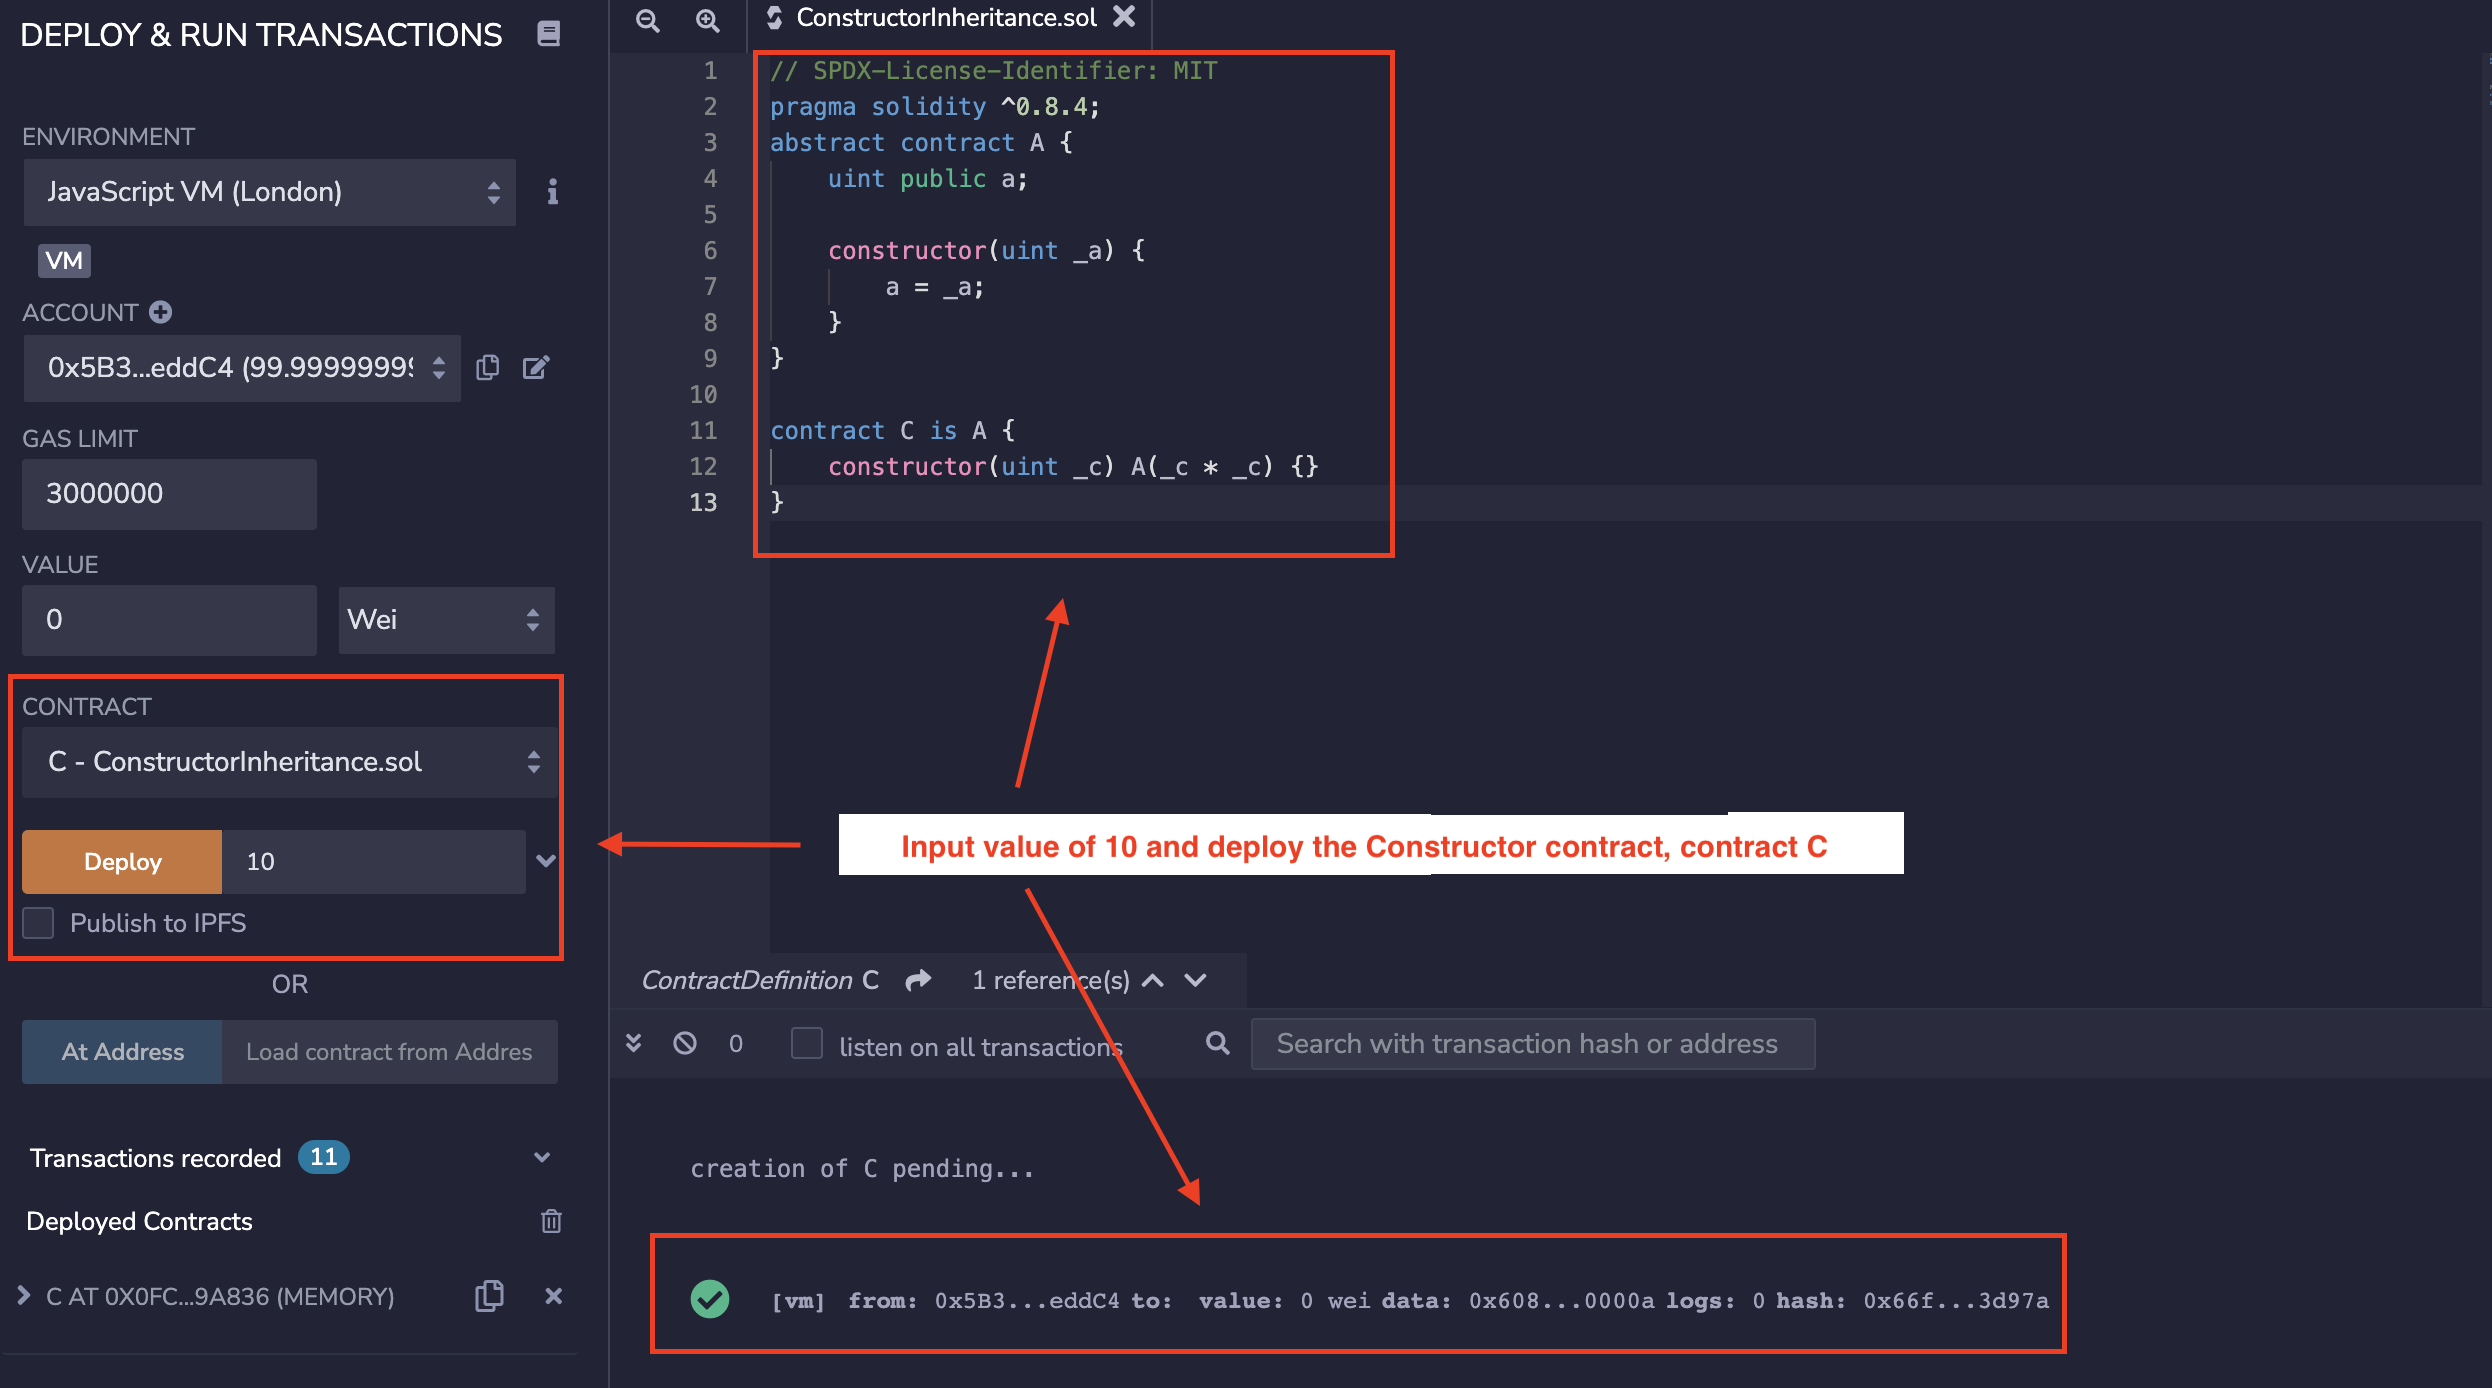 DEPLOY & RUN TRANSACTIONS
ENVIRONMENT
JavaScript VM (London)
VM
ACCOUNT
0x5B3...eddC4 (99.99999999
GAS LIMIT
3000000
VALUE
0
Wei
CONTRACT
C - ConstructorInheritance.sol
Deploy
10
Publish to IPFS
OR
At Address
Load contract from Addres
Transactions recorded 11
Deployed Contracts
C AT 0X0FC...9A836 (MEMORY)
ConstructorInheritance.sol
1 // SPDX-License-Identifier: MIT
2 pragma solidity ^0.8.4;
3 abstract contract A {
4     uint public a;
5
6     constructor(uint _a) {
7         a = _a;
8     }
9 }
10
11 contract C is A {
12     constructor(uint _c) A(_c * _c) {}
13 }
Input value of 10 and deploy the Constructor contract, contract C
ContractDefinition C 1 reference(s)
0 listen on all transactions Search with transaction hash or address
creation of C pending...
[vm] from: 0x5B3...eddC4 to: value: 0 wei data: 0x608...0000a logs: 0 hash: 0x66f...3d97a